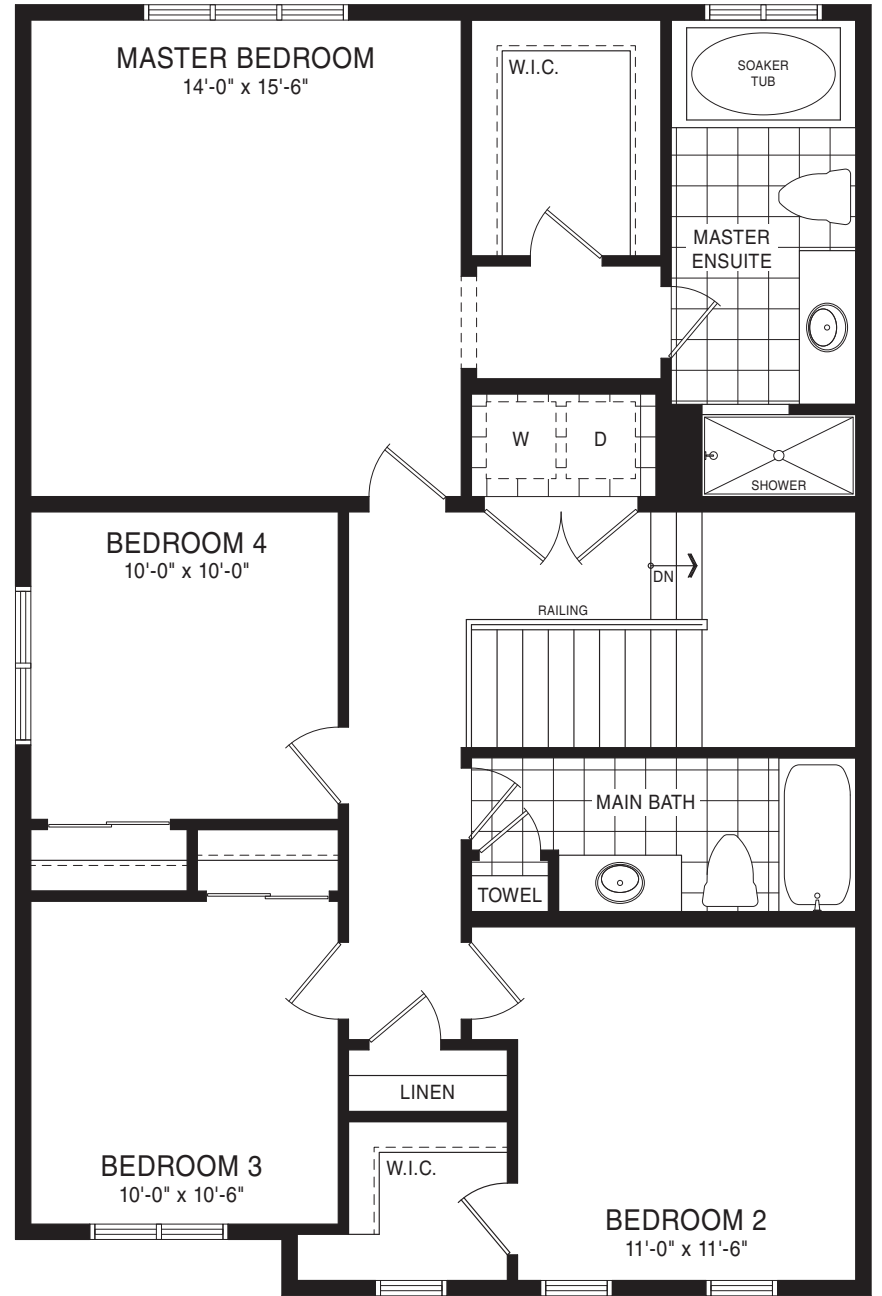 MASTER BEDROOM
14'-0" x 15'-6"
W.I.C.
SOAKER
TUB
MASTER
ENSUITE
W
D
SHOWER
BEDROOM 4
10'-0" x 10'-0"
DN
RAILING
MAIN BATH
TOWEL
LINEN
BEDROOM 3
10'-0" x 10'-6"
W.I.C.
BEDROOM 2
11'-0" x 11'-6"